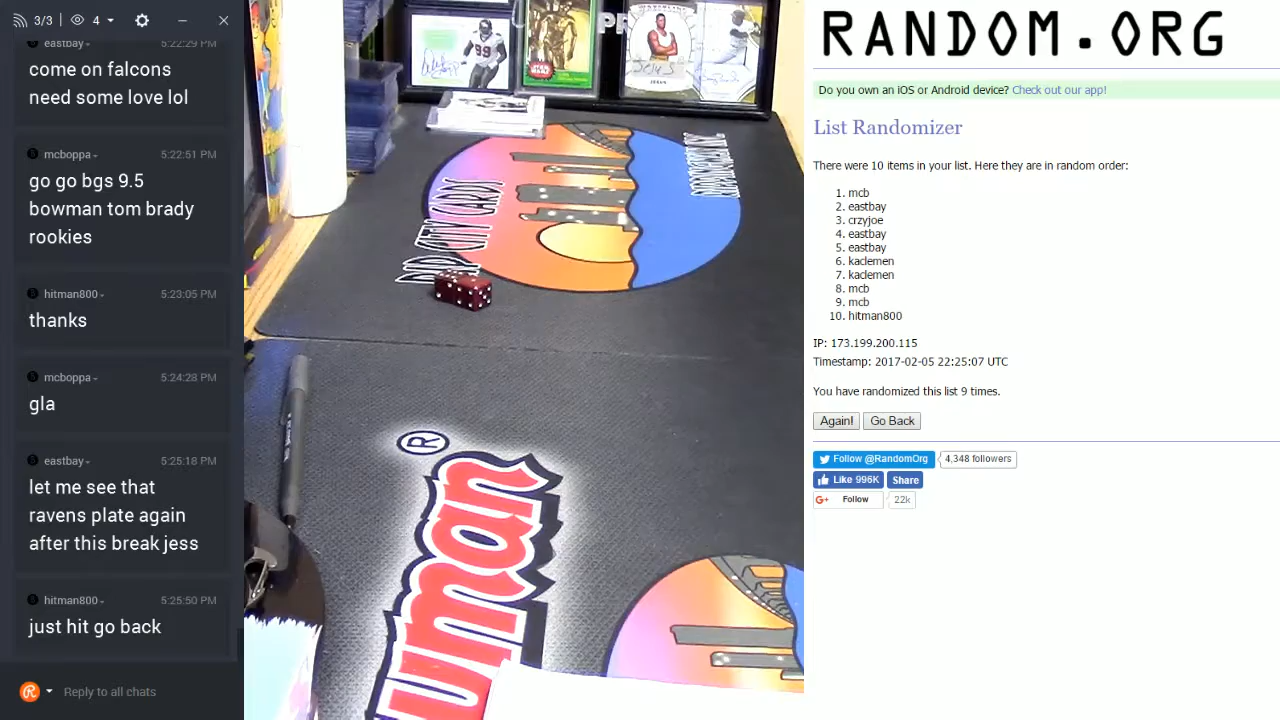 3/3
4
eastbay
5:22:29 PM
come on falcons
need some love lol
mcboppa
5:22:51 PM
go go bgs 9.5
bowman tom brady
rookies
hitman800
5:23:05 PM
thanks
mcboppa
5:24:28 PM
gla
eastbay
5:25:18 PM
let me see that
ravens plate again
after this break jess
hitman800
5:25:50 PM
just hit go back
Reply to all chats
PR
99
STAR WARS
RIP CITY CARDS
®
uman
RANDOM.ORG
Do you own an iOS or Android device? Check out our app!
List Randomizer
There were 10 items in your list. Here they are in random order:
1. mcb
2. eastbay
3. crzyjoe
4. eastbay
5. eastbay
6. kaclemen
7. kaclemen
8. mcb
9. mcb
10. hitman800
IP: 173.199.200.115
Timestamp: 2017-02-05 22:25:07 UTC
You have randomized this list 9 times.
Again!
Go Back
Follow @RandomOrg
4,348 followers
Like 996K
Share
G+ Follow
22k